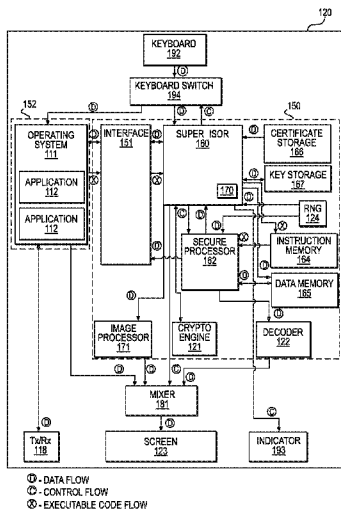 120
KEYBOARD
192
D
KEYBOARD SWITCH
194
152
150
D
D
C
OPERATING
SYSTEM
111
APPLICATION
112
APPLICATION
112
D
X
INTERFACE
151
D
X
SUPER ISOR
160
170
D
CERTIFICATE
STORAGE
166
D
KEY STORAGE
167
RNG
124
C
C
D
X
SECURE
PROCESSOR
162
X
INSTRUCTION
MEMORY
164
D
DATA MEMORY
165
D
D
D
IMAGE
PROCESSOR
171
CRYPTO
ENGINE
121
DECODER
122
D
C
D
C
D
C
MIXER
181
D
D
C
Tx/Rx
118
SCREEN
123
INDICATOR
193
D - DATA FLOW
C - CONTROL FLOW
X - EXECUTABLE CODE FLOW